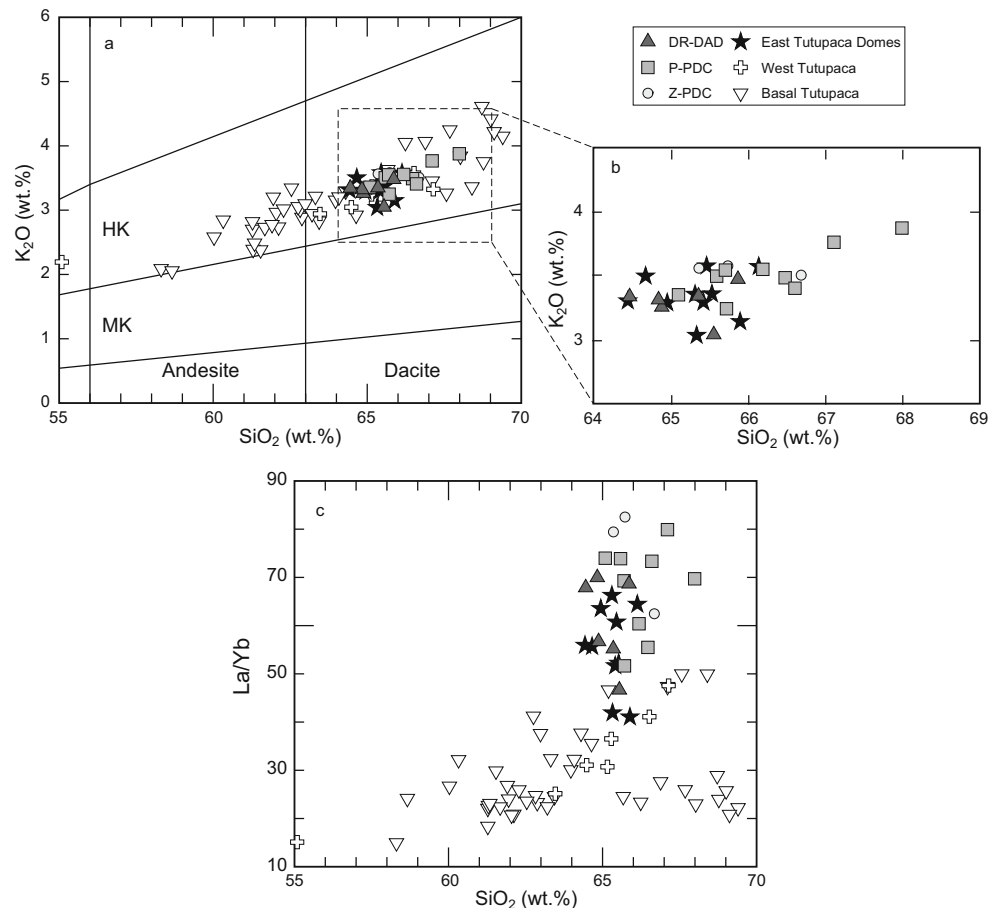 a
6
5
4
3
2
1
0
K₂O (wt.%)
HK
MK
Andesite
Dacite
55
60
65
70
SiO₂ (wt.%)
DR-DAD
East Tutupaca Domes
P-PDC
West Tutupaca
Z-PDC
Basal Tutupaca
b
4
3
K₂O (wt.%)
64
65
66
67
68
69
SiO₂ (wt.%)
c
90
70
50
30
10
La/Yb
55
60
65
70
SiO₂ (wt.%)